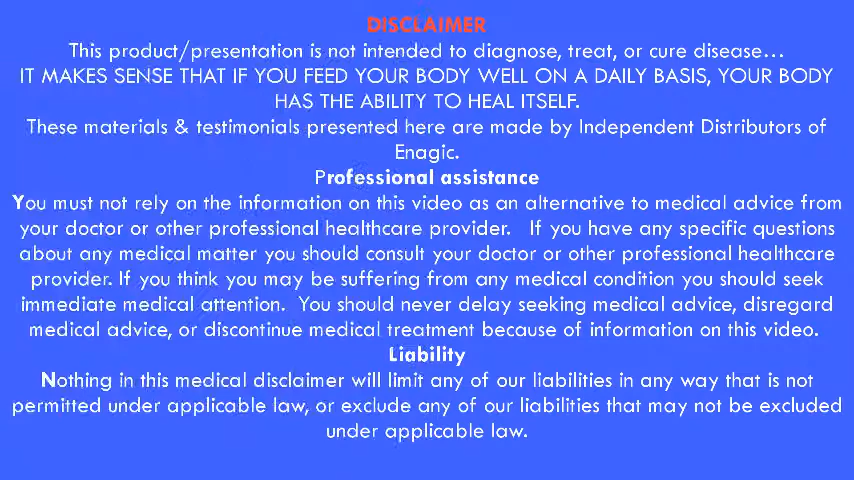 DISCLAIMER
This product/presentation is not intended to diagnose, treat, or cure disease…
IT MAKES SENSE THAT IF YOU FEED YOUR BODY WELL ON A DAILY BASIS, YOUR BODY
HAS THE ABILITY TO HEAL ITSELF.
These materials & testimonials presented here are made by Independent Distributors of
Enagic.
Professional assistance
You must not rely on the information on this video as an alternative to medical advice from
your doctor or other professional healthcare provider. If you have any specific questions
about any medical matter you should consult your doctor or other professional healthcare
provider. If you think you may be suffering from any medical condition you should seek
immediate medical attention. You should never delay seeking medical advice, disregard
medical advice, or discontinue medical treatment because of information on this video.
Liability
Nothing in this medical disclaimer will limit any of our liabilities in any way that is not
permitted under applicable law, or exclude any of our liabilities that may not be excluded
under applicable law.